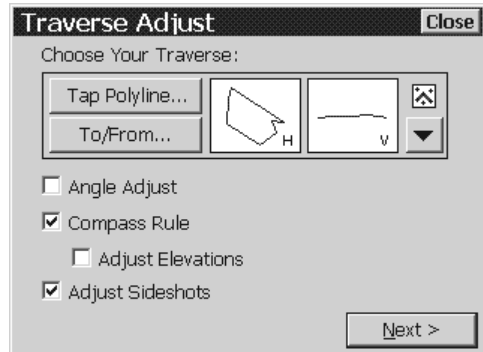 Traverse Adjust Close
Choose Your Traverse:
Tap Polyline...
To/From...
H
V
Angle Adjust
Compass Rule
Adjust Elevations
Adjust Sideshots
Next >